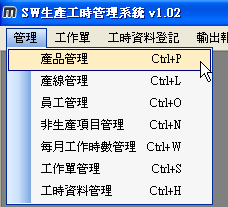 SW生產工時管理系統 v1.02
管理 工作單 工時資料登記 輸出報
產品管理 Ctrl+P
產線管理 Ctrl+L
員工管理 Ctrl+O
非生產項目管理 Ctrl+N
每月工作時數管理 Ctrl+W
工作單管理 Ctrl+S
工時資料管理 Ctrl+H